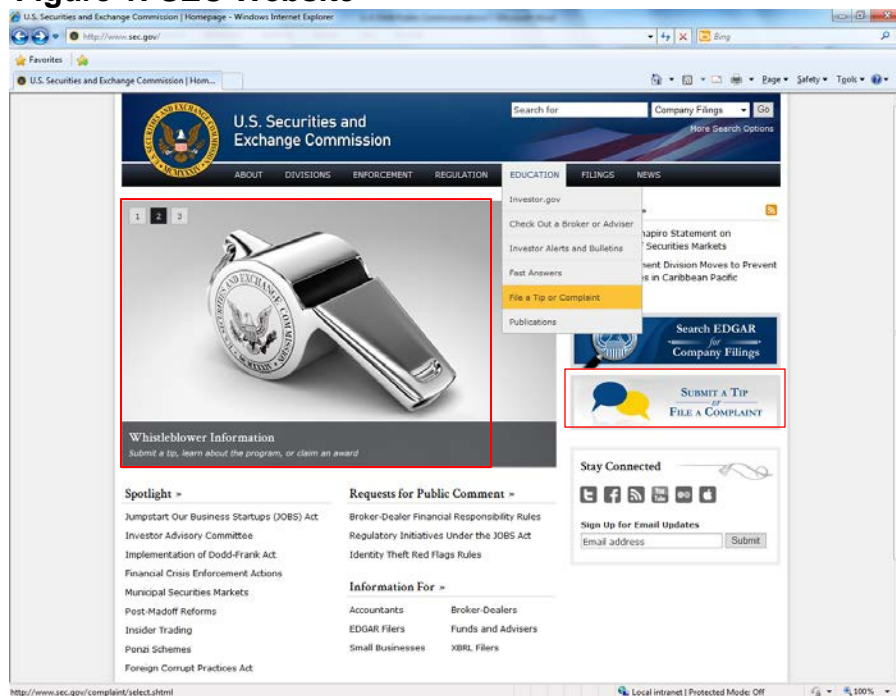 Figure 1: SEC Website
U.S. Securities and Exchange Commission | Homepage - Windows Internet Explorer
http://www.sec.gov/
Bing
Favorites
U.S. Securities and Exchange Commission | Hom...
Page
Safety
Tools
U.S. Securities and
Exchange Commission
Search for
Company Filings
Go
More Search Options
ABOUT
DIVISIONS
ENFORCEMENT
REGULATION
EDUCATION
FILINGS
NEWS
Investor.gov
Check Out a Broker or Adviser
Investor Alerts and Bulletins
Fast Answers
File a Tip or Complaint
Publications
1 2 3
SECURITIES AND EXCHANGE COMMISSION
MCMXXXIV
hapiro Statement on
Securities Markets
ment Division Moves to Prevent
in Caribbean Pacific
Search EDGAR
for
Company Filings
SUBMIT A TIP
or
FILE A COMPLAINT
Whistleblower Information
Submit a tip, learn about the program, or claim an award
Stay Connected
Sign Up for Email Updates
Email address
Submit
Spotlight »
Jumpstart Our Business Startups (JOBS) Act
Investor Advisory Committee
Implementation of Dodd-Frank Act
Financial Crisis Enforcement Actions
Municipal Securities Markets
Post-Madoff Reforms
Insider Trading
Ponzi Schemes
Foreign Corrupt Practices Act
Requests for Public Comment »
Broker-Dealer Financial Responsibility Rules
Regulatory Initiatives Under the JOBS Act
Identity Theft Red Flags Rules
Information For »
Accountants
Broker-Dealers
EDGAR Filers
Funds and Advisers
Small Businesses
XBRL Filers
http://www.sec.gov/complaint/select.shtml
Local intranet | Protected Mode: Off
100%